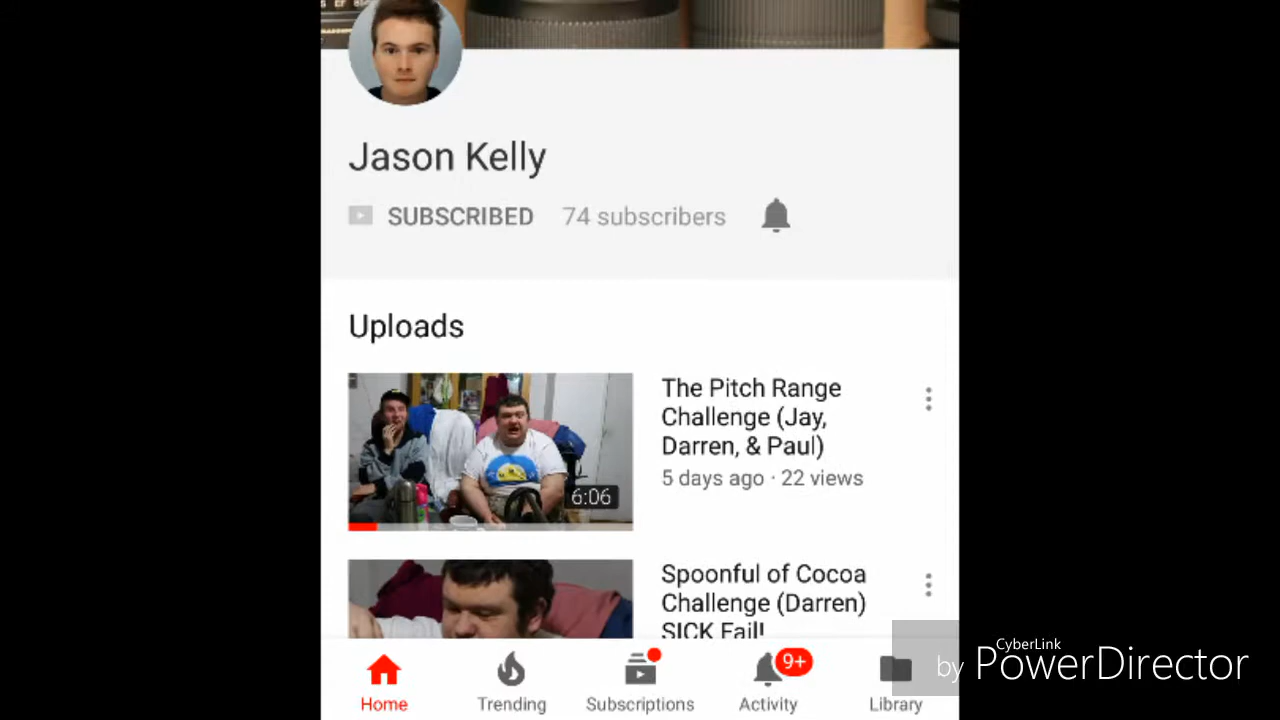 Jason Kelly
SUBSCRIBED 74 subscribers
Uploads
The Pitch Range
Challenge (Jay,
Darren, & Paul)
5 days ago · 22 views
6:06
Spoonful of Cocoa
Challenge (Darren)
SICK Fail!
9+
Home Trending Subscriptions Activity Library
CyberLink
by PowerDirector